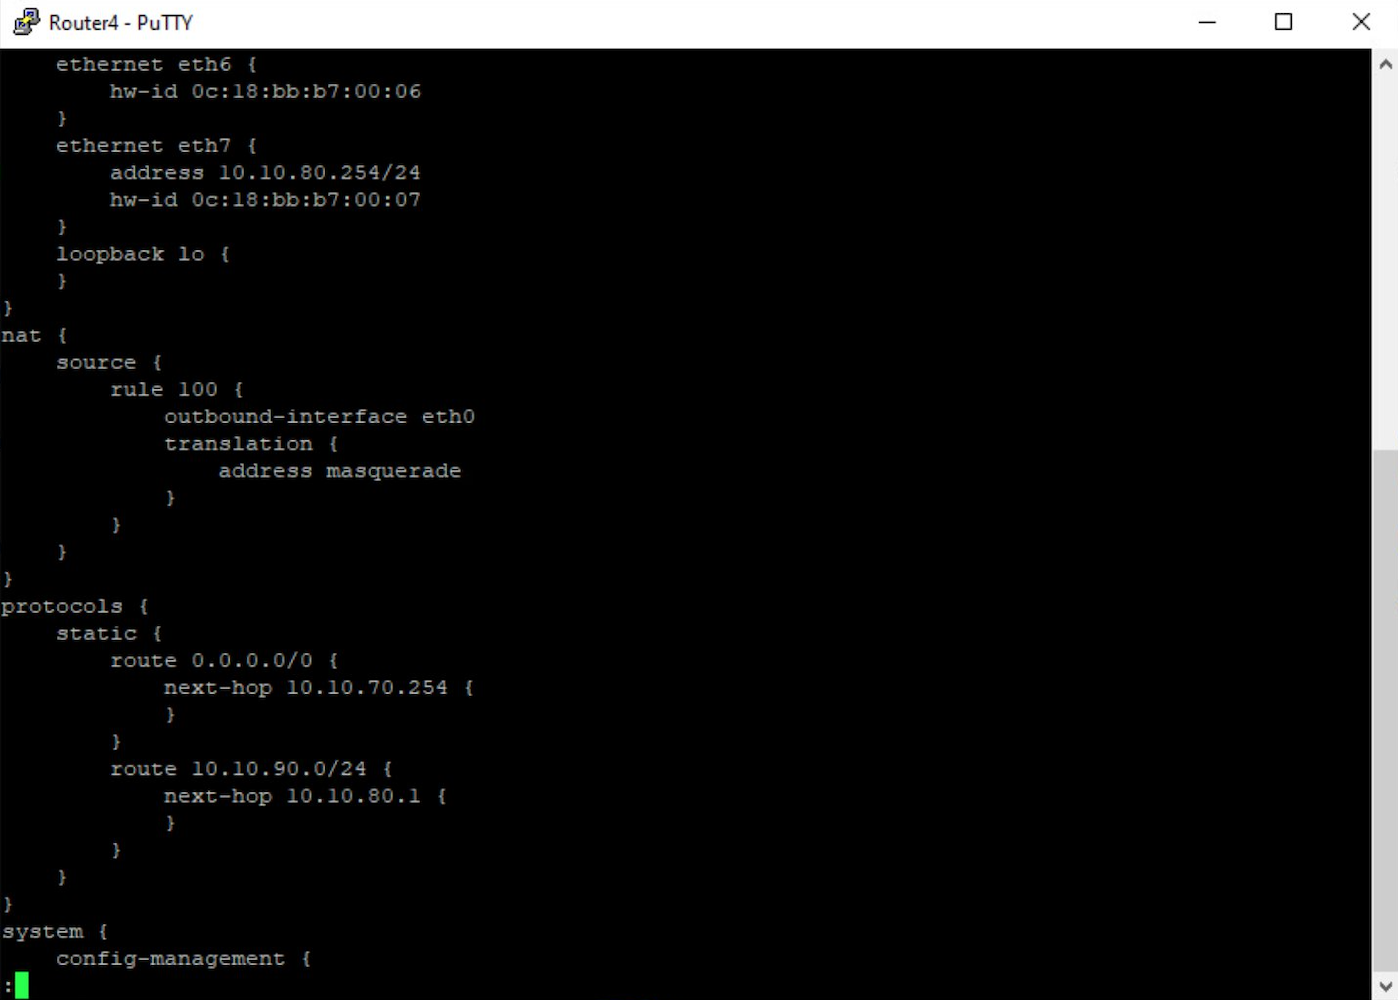 Router4 - PuTTY
    ethernet eth6 {
        hw-id 0c:18:bb:b7:00:06
    }
    ethernet eth7 {
        address 10.10.80.254/24
        hw-id 0c:18:bb:b7:00:07
    }
    loopback lo {
    }
}
nat {
    source {
        rule 100 {
            outbound-interface eth0
            translation {
                address masquerade
            }
        }
    }
}
protocols {
    static {
        route 0.0.0.0/0 {
            next-hop 10.10.70.254 {
            }
        }
        route 10.10.90.0/24 {
            next-hop 10.10.80.1 {
            }
        }
    }
}
system {
    config-management {
: